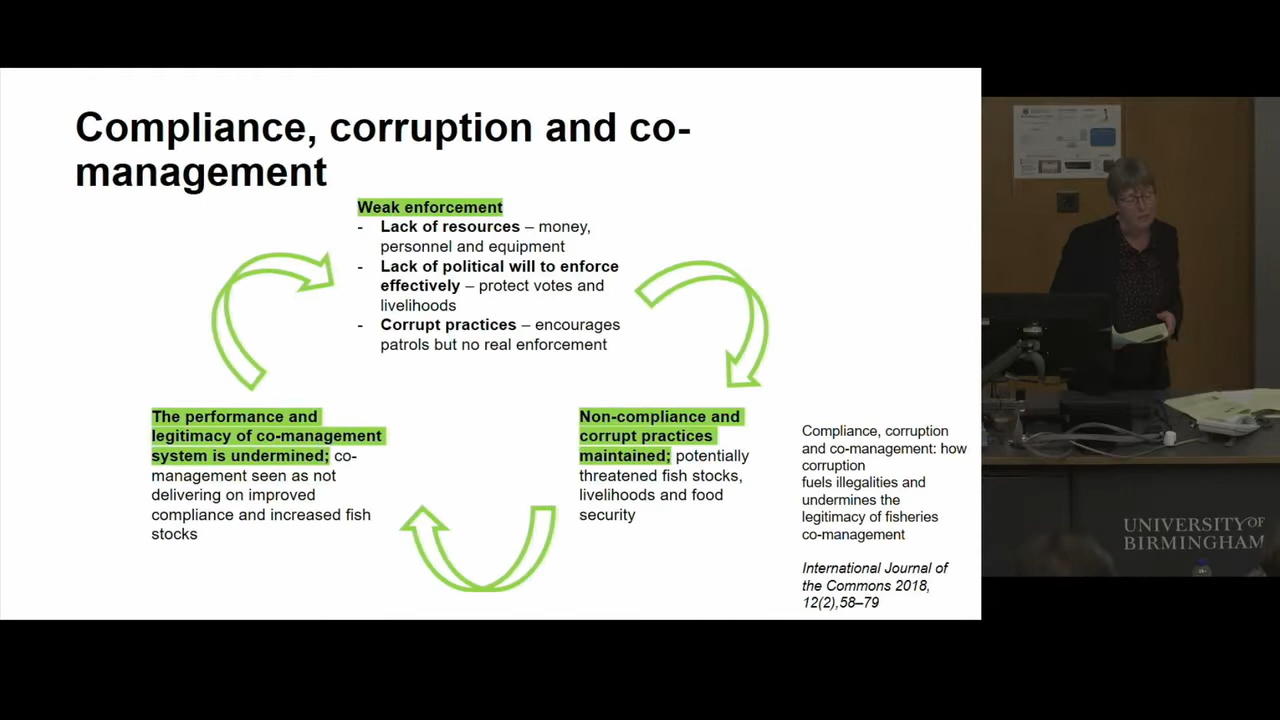 Compliance, corruption and co-
management
Weak enforcement
- Lack of resources – money,
personnel and equipment
- Lack of political will to enforce
effectively – protect votes and
livelihoods
- Corrupt practices – encourages
patrols but no real enforcement
Non-compliance and
corrupt practices
maintained; potentially
threatened fish stocks,
livelihoods and food
security
The performance and
legitimacy of co-management
system is undermined; co-
management seen as not
delivering on improved
compliance and increased fish
stocks
Compliance, corruption
and co-management: how
corruption
fuels illegalities and
undermines the
legitimacy of fisheries
co-management
International Journal of
the Commons 2018,
12(2),58–79
UNIVERSITY OF
BIRMINGHAM